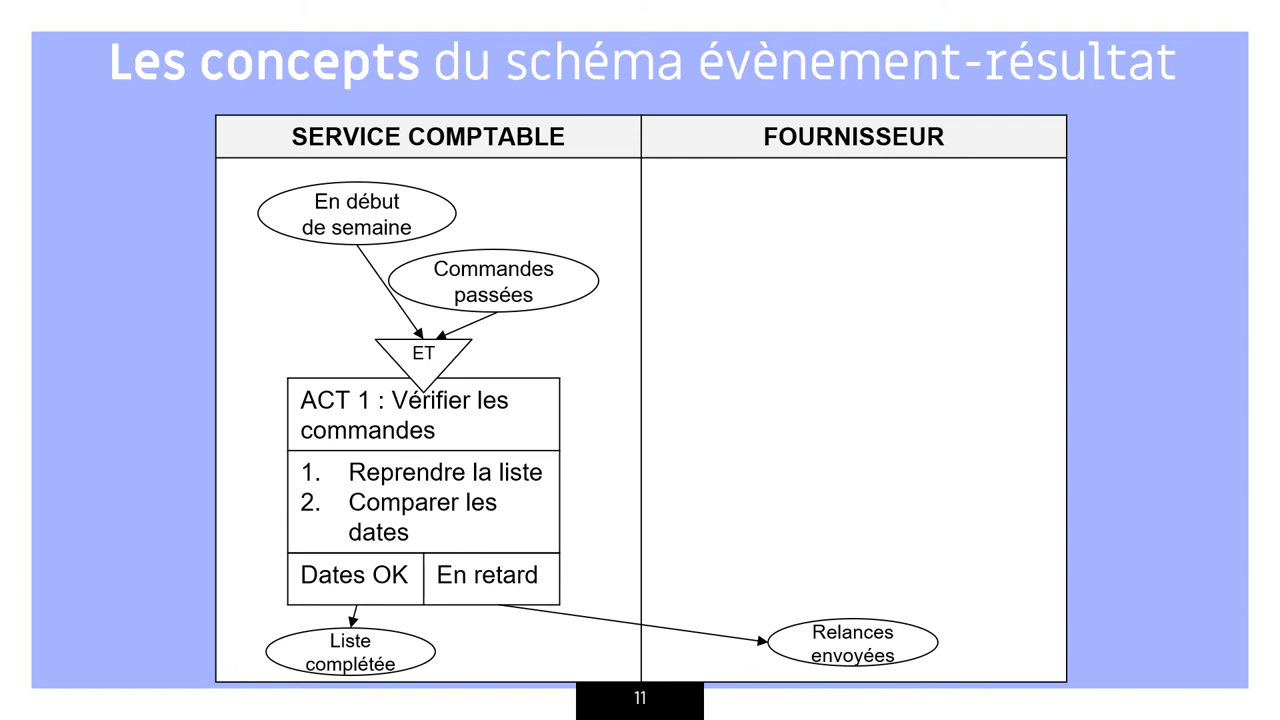 Les concepts du schéma évènement-résultat
SERVICE COMPTABLE
FOURNISSEUR
En début
de semaine
Commandes
passées
ET
ACT 1 : Vérifier les
commandes
1. Reprendre la liste
2. Comparer les
dates
Dates OK
En retard
Liste
complétée
Relances
envoyées
11